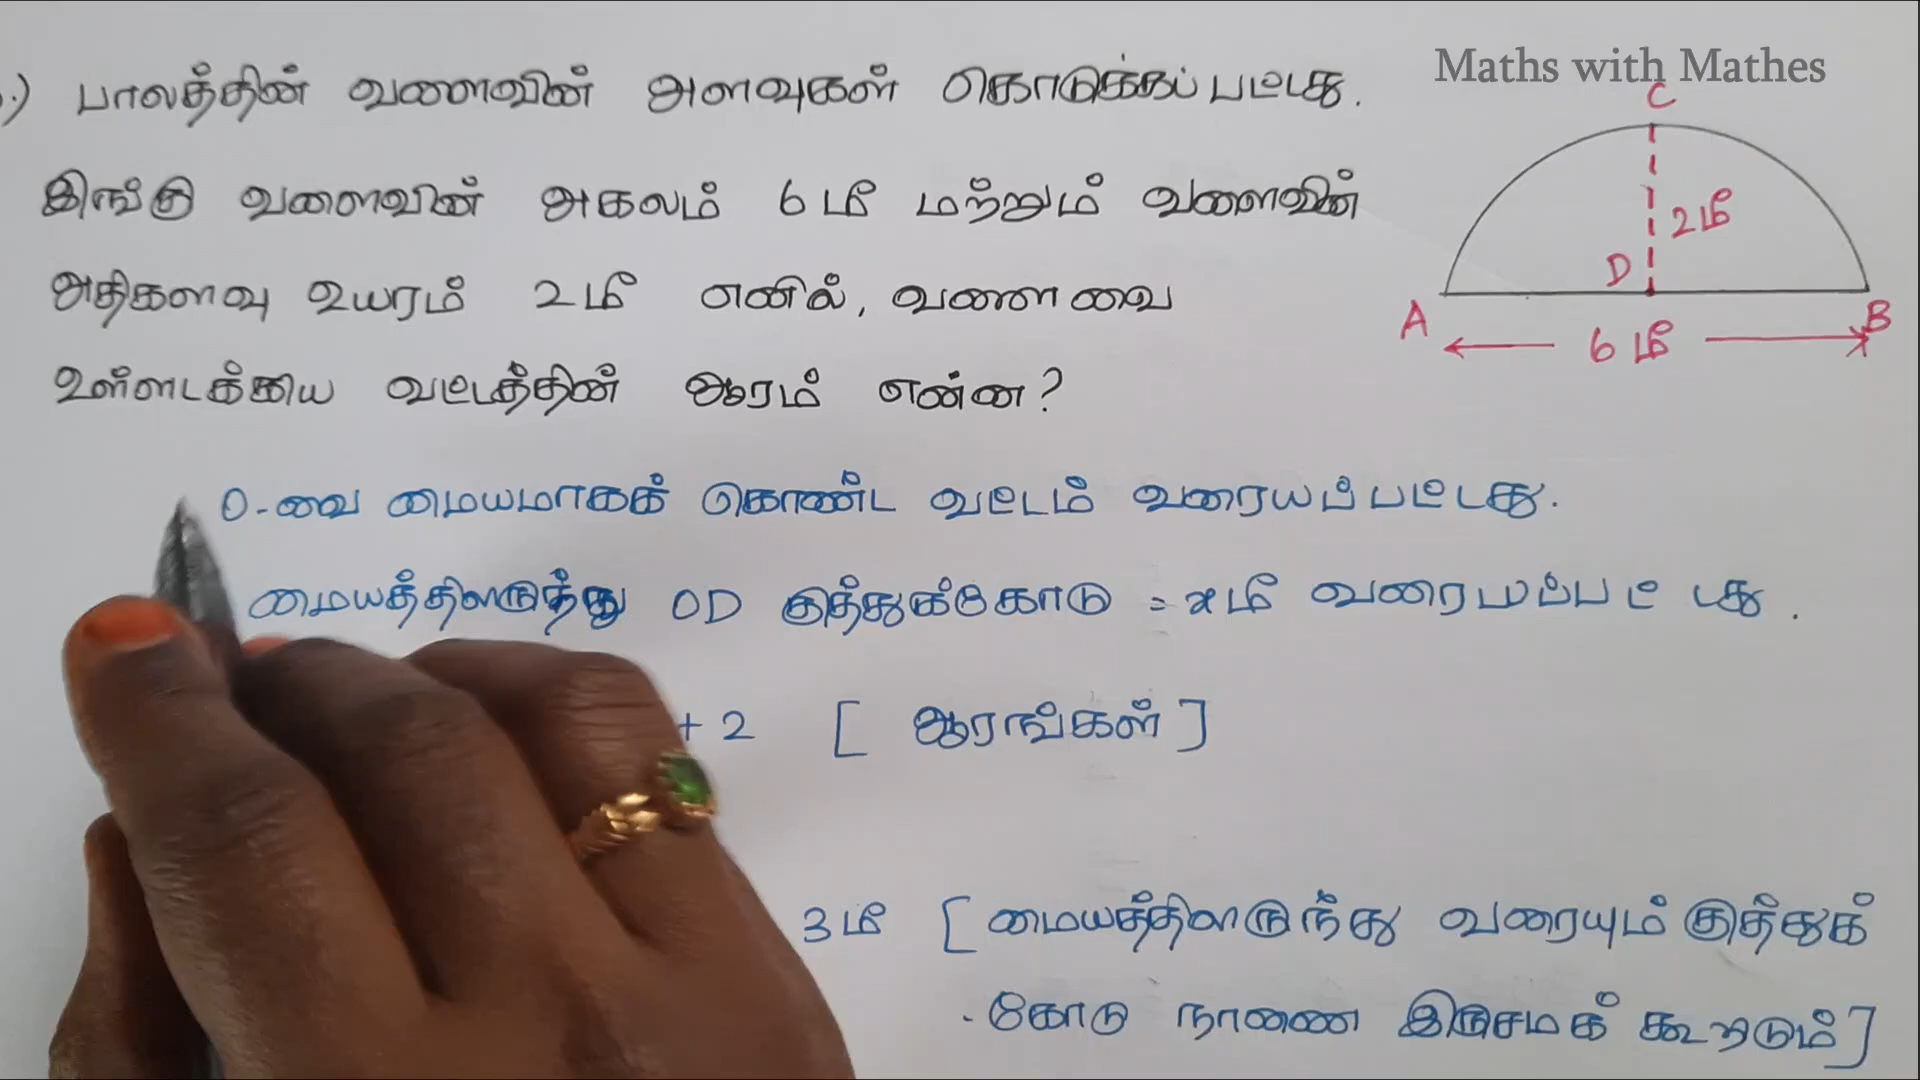 Maths with Mathes
.) பாலத்தின் வளைவின் அளவுகள் கொடுக்கப்பட்டது.
இங்கு வளைவின் அகலம் 6 மீ மற்றும் வளைவின்
அதிகளவு உயரம் 2 மீ எனில், வளைவை
உள்ளடக்கிய வட்டத்தின் ஆரம் என்ன?
C
2மீ
D
A
B
6 மீ
O-வை மையமாகக் கொண்ட வட்டம் வரையப்பட்டது.
மையத்திலிருந்து OD குத்துக்கோடு = x மீ வரையப்பட்டது.
+ 2 [ ஆரங்கள் ]
3 மீ [ மையத்திலிருந்து வரையும் குத்துக்
கோடு நாணை இருசமக் கூறிடும் ]